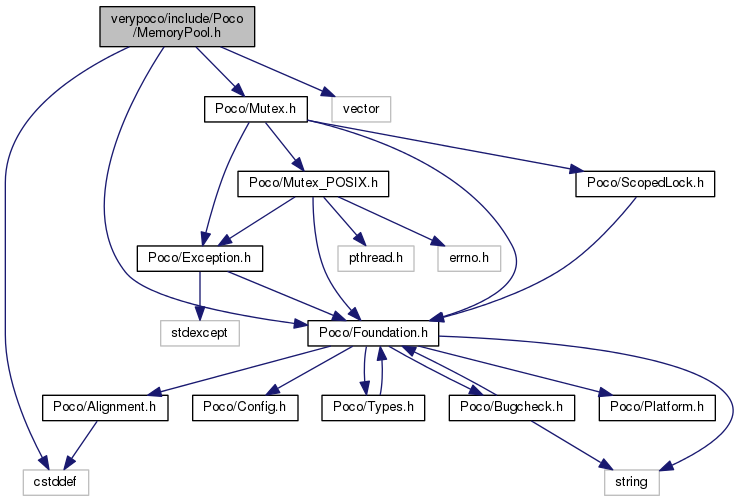 verypoco/include/Poco
/MemoryPool.h
Poco/Mutex.h
vector
Poco/Mutex_POSIX.h
Poco/ScopedLock.h
Poco/Exception.h
pthread.h
errno.h
stdexcept
Poco/Foundation.h
Poco/Alignment.h
Poco/Config.h
Poco/Types.h
Poco/Bugcheck.h
Poco/Platform.h
cstddef
string